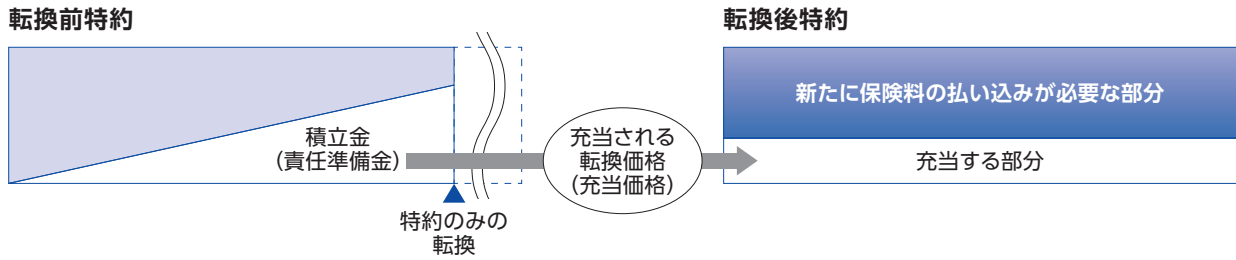 転換前特約
転換後特約
新たに保険料の払い込みが必要な部分
積立金
（責任準備金）
充当される
転換価格
（充当価格）
充当する部分
特約のみの
転換